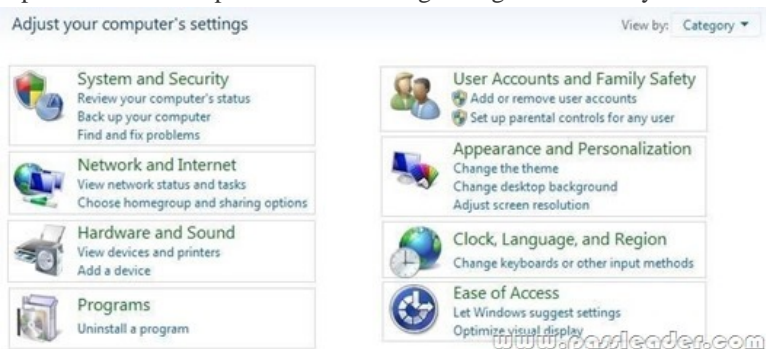 Adjust your computer's settings
View by: Category
System and Security
Review your computer's status
Back up your computer
Find and fix problems
Network and Internet
View network status and tasks
Choose homegroup and sharing options
Hardware and Sound
View devices and printers
Add a device
Programs
Uninstall a program
User Accounts and Family Safety
Add or remove user accounts
Set up parental controls for any user
Appearance and Personalization
Change the theme
Change desktop background
Adjust screen resolution
Clock, Language, and Region
Change keyboards or other input methods
Ease of Access
Let Windows suggest settings
Optimize visual display
www.passleader.com